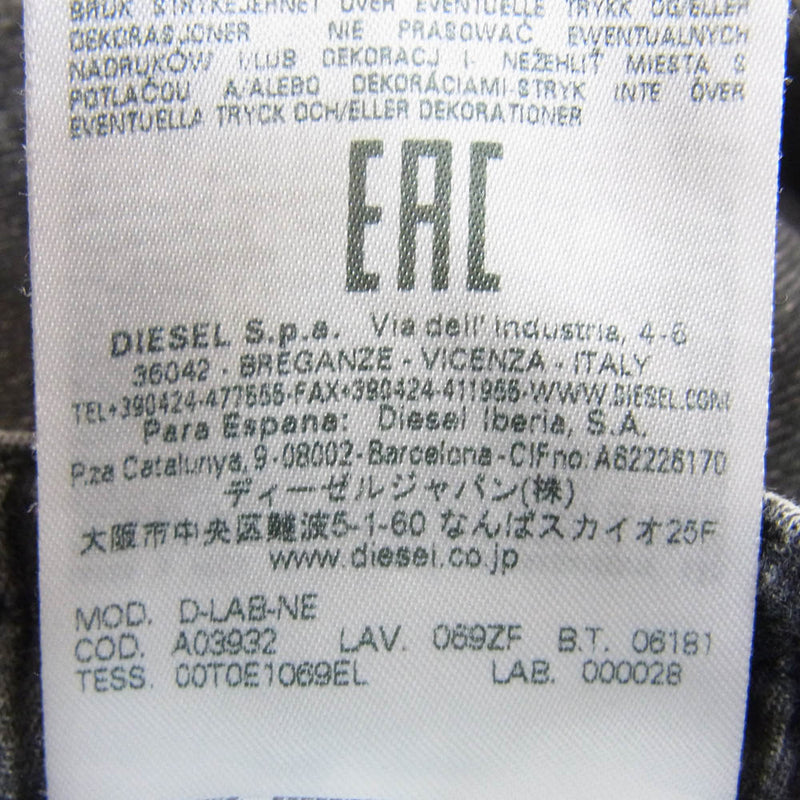 BRUK STRYKEJERNET OVER EVENTUELLE TRYKK OG/ELLER
DEKORASJONER NIE PRASOWAĆ EWENTUALNYCH
NADRUKÓW I/LUB DEKORACJ I- NEŽEHLIŤ MIESTA S
POTLAČOU A/ALEBO DEKORÁCIAMI-STRYK INTE ÖVER
EVENTUELLA TRYCK OCH/ELLER DEKORATIONER
EAC
DIESEL S.p.a. Via dell' Industria, 4-6
36042 - BREGANZE - VICENZA - ITALY
TEL+390424-477555-FAX+390424-411955-WWW.DIESEL.COM
Para Espana: Diesel Iberia, S.A.
P.za Catalunya, 9-08002-Barcelona-CIFno: A62226170
ディーゼルジャパン(株)
大阪市中央区難波5-1-60 なんばスカイオ25F
www.diesel.co.jp
MOD. D-LAB-NE
COD. A03932 LAV. 069ZF B.T. 06181
TESS. 00T0E1069EL LAB. 000028